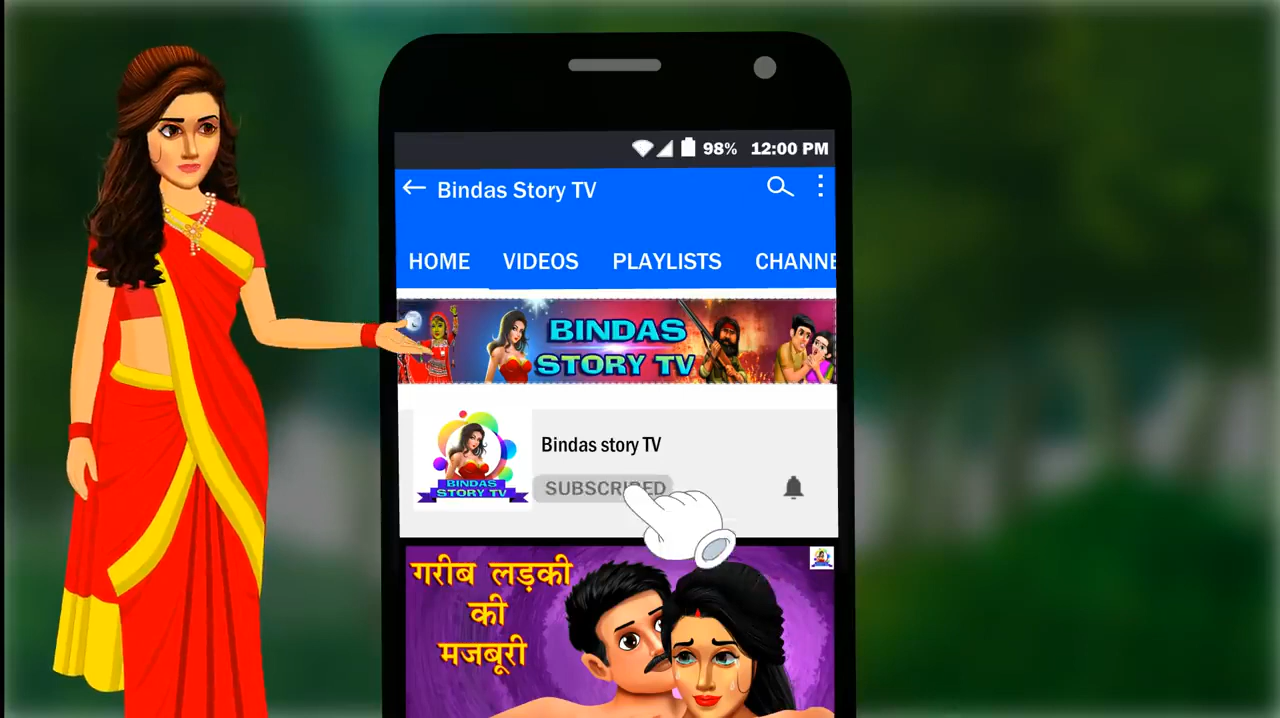 98% 12:00 PM
Bindas Story TV
HOME VIDEOS PLAYLISTS CHANNE
BINDAS
STORY TV
Bindas story TV
SUBSCRIBED
BINDAS
STORY TV
गरीब लड़की
की
मजबूरी